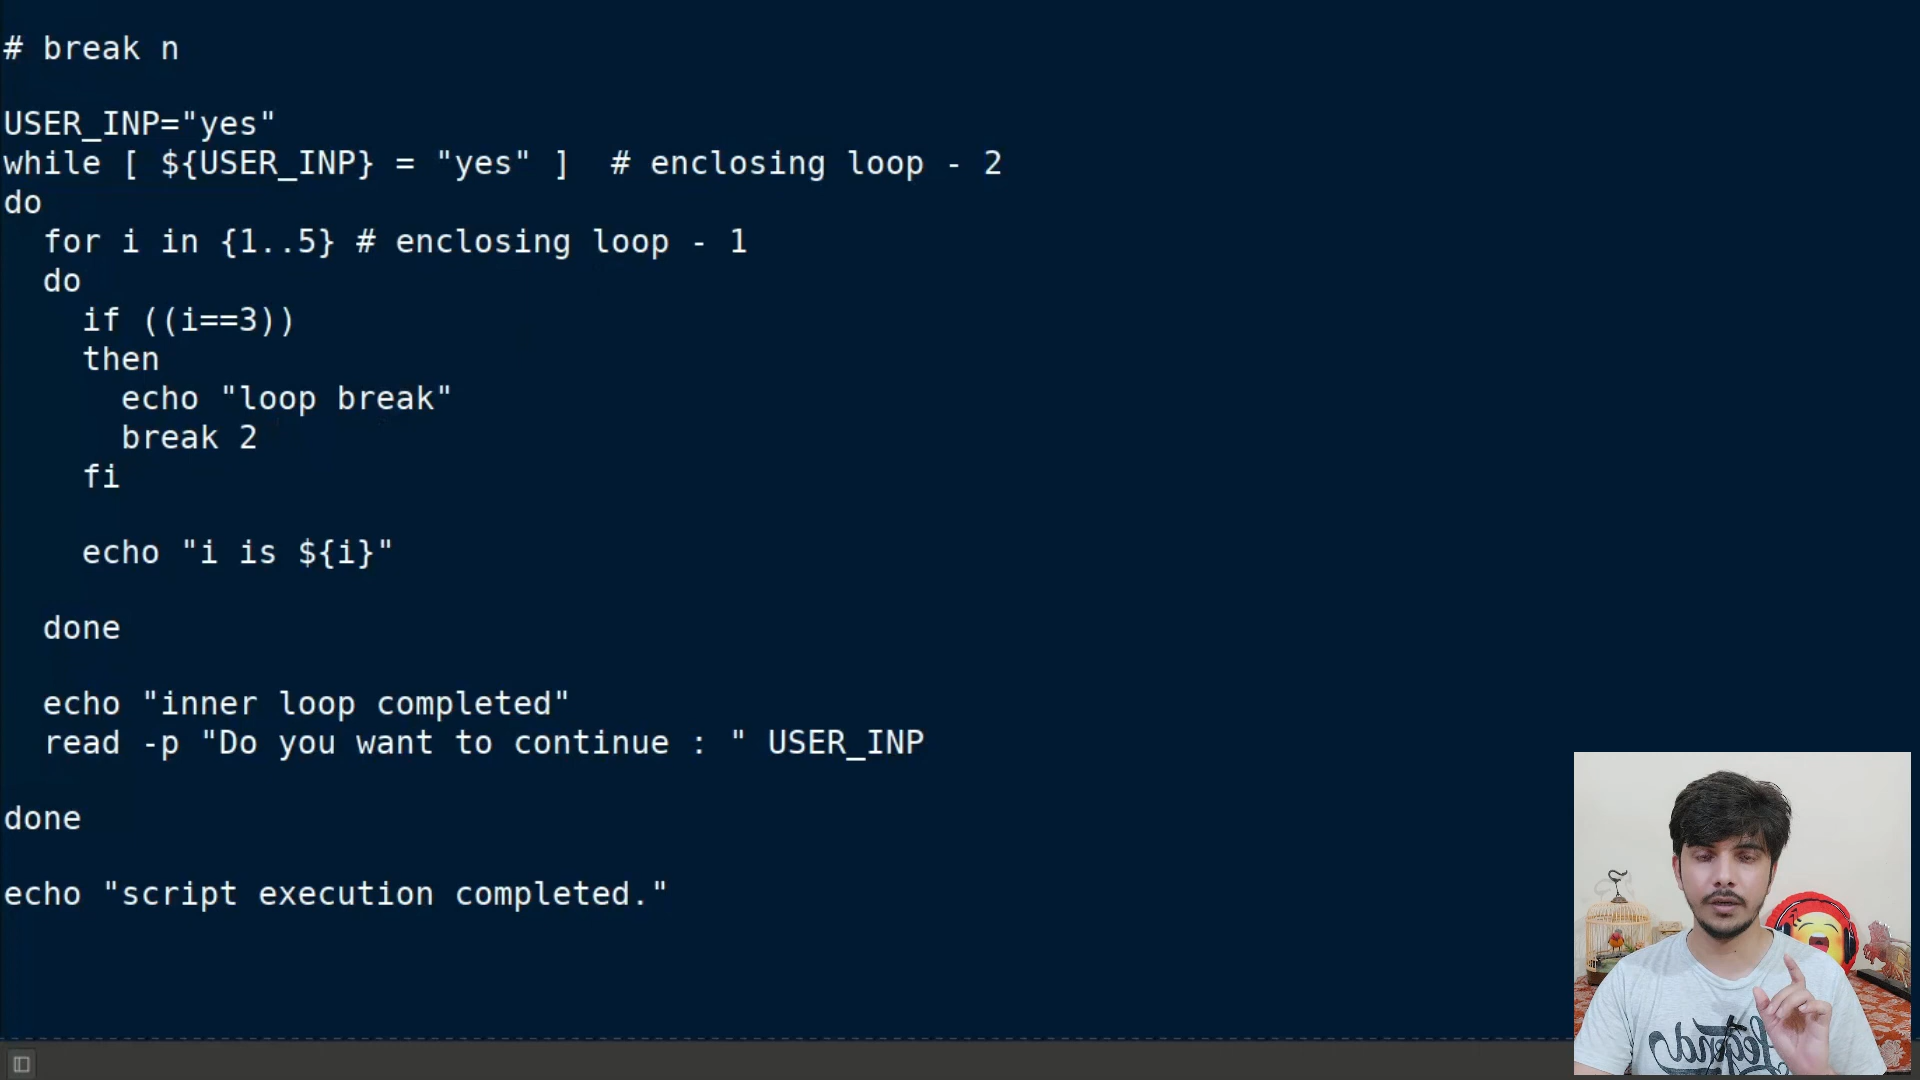 # break n
USER_INP="yes"
while [ ${USER_INP} = "yes" ]  # enclosing loop - 2
do
  for i in {1..5} # enclosing loop - 1
  do
    if ((i==3))
    then
      echo "loop break"
      break 2
    fi
    echo "i is ${i}"
  done
  echo "inner loop completed"
  read -p "Do you want to continue : " USER_INP
done
echo "script execution completed."
Legend